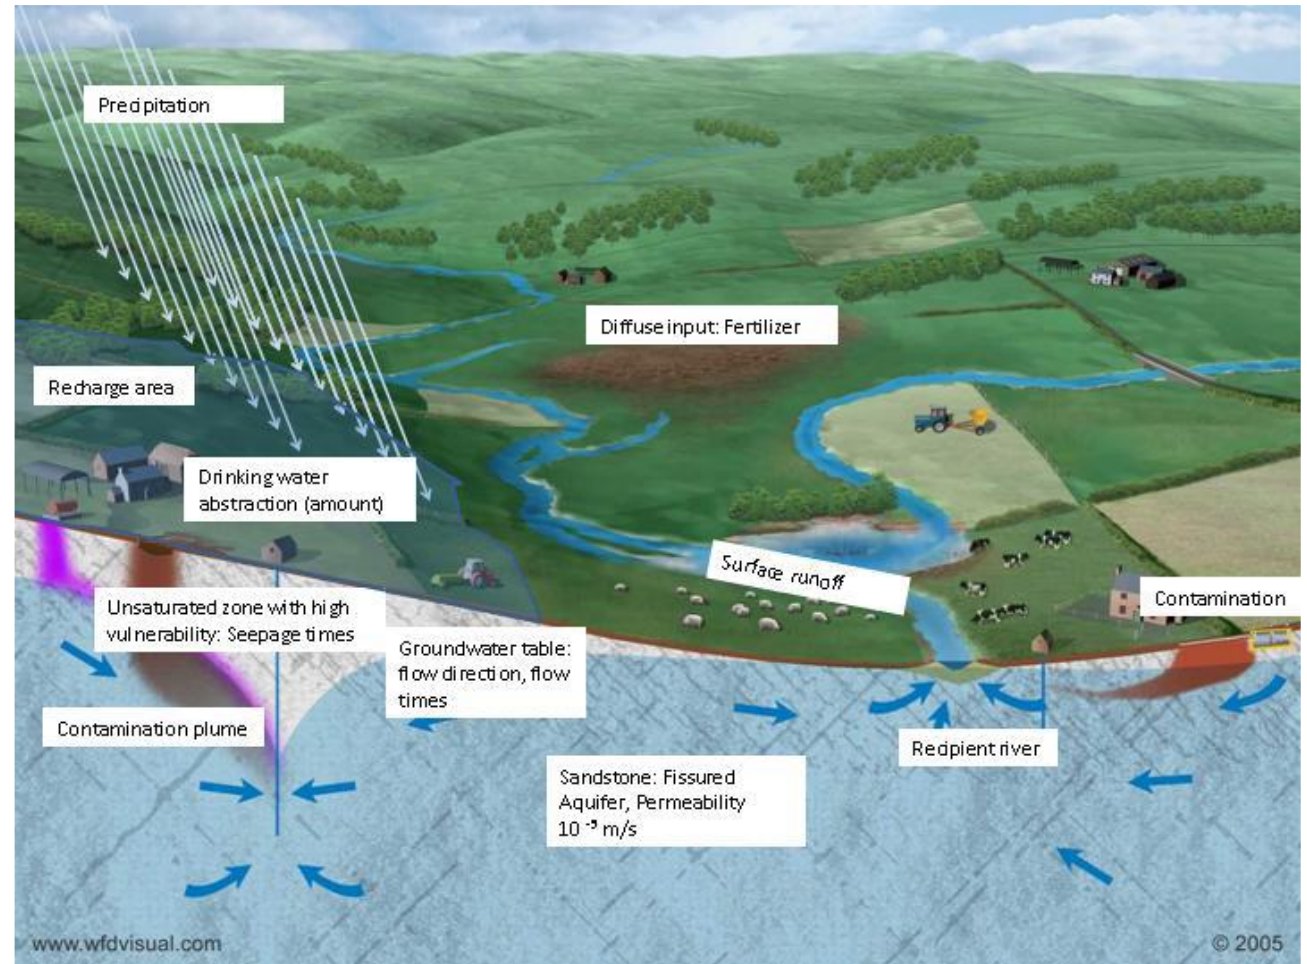 Precipitation
Diffuse input: Fertilizer
Recharge area
Drinking water
abstraction (amount)
Surface runoff
Contamination
Unsaturated zone with high
vulnerability: Seepage times
Groundwater table:
flow direction, flow
times
Contamination plume
Recipient river
Sandstone: Fissured
Aquifer, Permeability
10 m/s
www.wfdvisual.com
© 2005